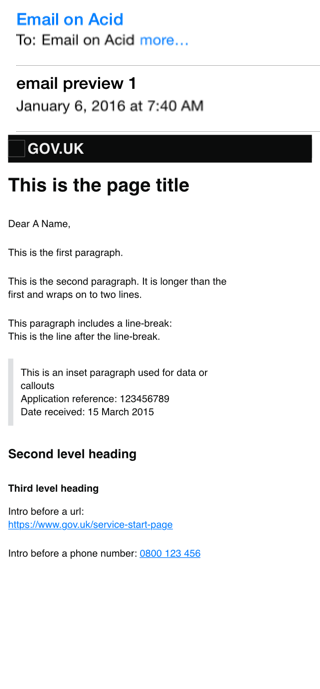 Email on Acid
To: Email on Acid more...
email preview 1
January 6, 2016 at 7:40 AM
GOV.UK
This is the page title
Dear A Name,
This is the first paragraph.
This is the second paragraph. It is longer than the
first and wraps on to two lines.
This paragraph includes a line-break:
This is the line after the line-break.
This is an inset paragraph used for data or
callouts
Application reference: 123456789
Date received: 15 March 2015
Second level heading
Third level heading
Intro before a url:
https://www.gov.uk/service-start-page
Intro before a phone number: 0800 123 456